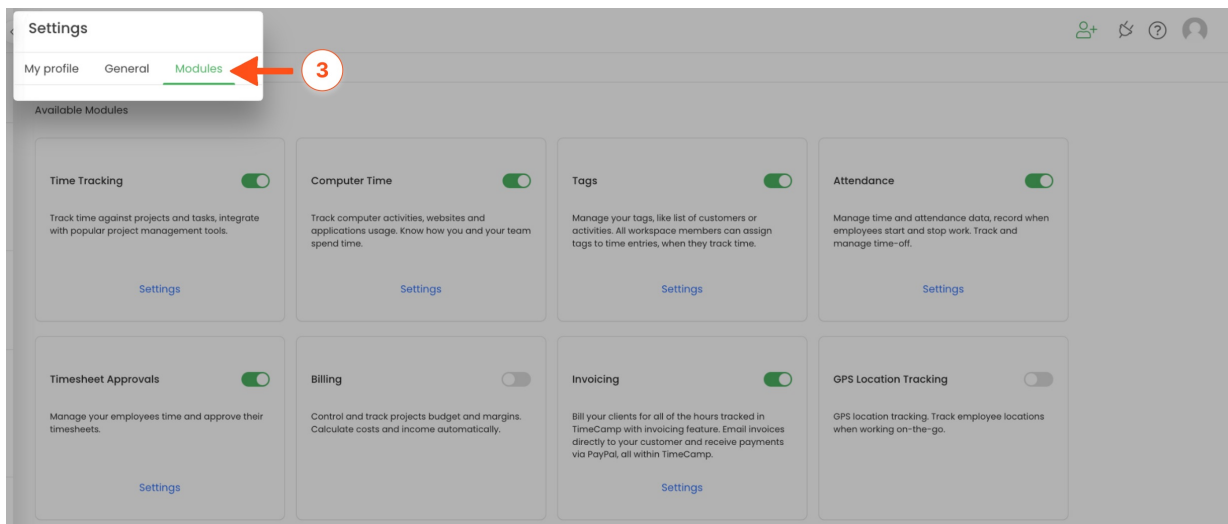 Settings
My profile General Modules
3
Available Modules
Time Tracking
Track time against projects and tasks, integrate
with popular project management tools.
Settings
Computer Time
Track computer activities, websites and
applications usage. Know how you and your team
spend time.
Settings
Tags
Manage your tags, like list of customers or
activities. All workspace members can assign
tags to time entries, when they track time.
Settings
Attendance
Manage time and attendance data, record when
employees start and stop work. Track and
manage time-off.
Settings
Timesheet Approvals
Manage your employees time and approve their
timesheets.
Settings
Billing
Control and track projects budget and margins.
Calculate costs and income automatically.
Invoicing
Bill your clients for all of the hours tracked in
TimeCamp with invoicing feature. Email invoices
directly to your customer and receive payments
via PayPal, all within TimeCamp.
Settings
GPS Location Tracking
GPS location tracking. Track employee locations
when working on-the-go.